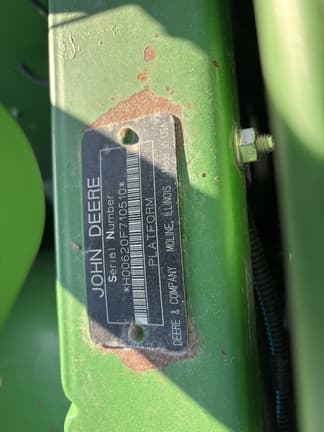 JOHN DEERE
Serial Number
*H00620F710510*
PLATFORM
DEERE & COMPANY MOLINE, ILLINOIS MADE IN USA